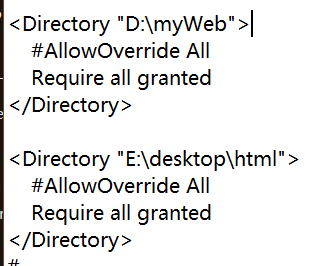 <Directory "D:\myWeb">
#AllowOverride All
Require all granted
</Directory>
<Directory "E:\desktop\html">
#AllowOverride All
Require all granted
</Directory>
#